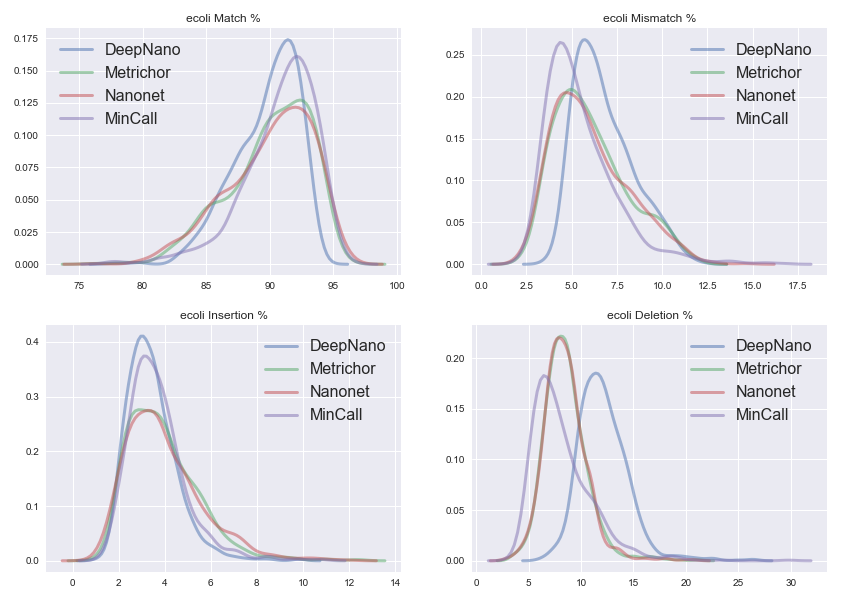 ecoli Match %
0.175
0.150
0.125
0.100
0.075
0.050
0.025
0.000
75 80 85 90 95 100
DeepNano
Metrichor
Nanonet
MinCall
ecoli Mismatch %
0.25
0.20
0.15
0.10
0.05
0.00
0.0 2.5 5.0 7.5 10.0 12.5 15.0 17.5
DeepNano
Metrichor
Nanonet
MinCall
ecoli Insertion %
0.4
0.3
0.2
0.1
0.0
0 2 4 6 8 10 12 14
DeepNano
Metrichor
Nanonet
MinCall
ecoli Deletion %
0.20
0.15
0.10
0.05
0.00
0 5 10 15 20 25 30
DeepNano
Metrichor
Nanonet
MinCall